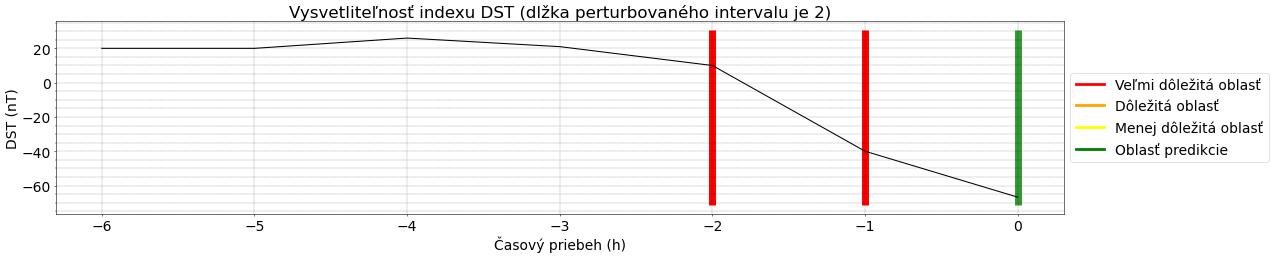 Vysvetliteľnosť indexu DST (dĺžka perturbovaného intervalu je 2)
DST (nT)
20
0
−20
−40
−60
−6
−5
−4
−3
−2
−1
0
Časový priebeh (h)
Veľmi dôležitá oblasť
Dôležitá oblasť
Menej dôležitá oblasť
Oblasť predikcie